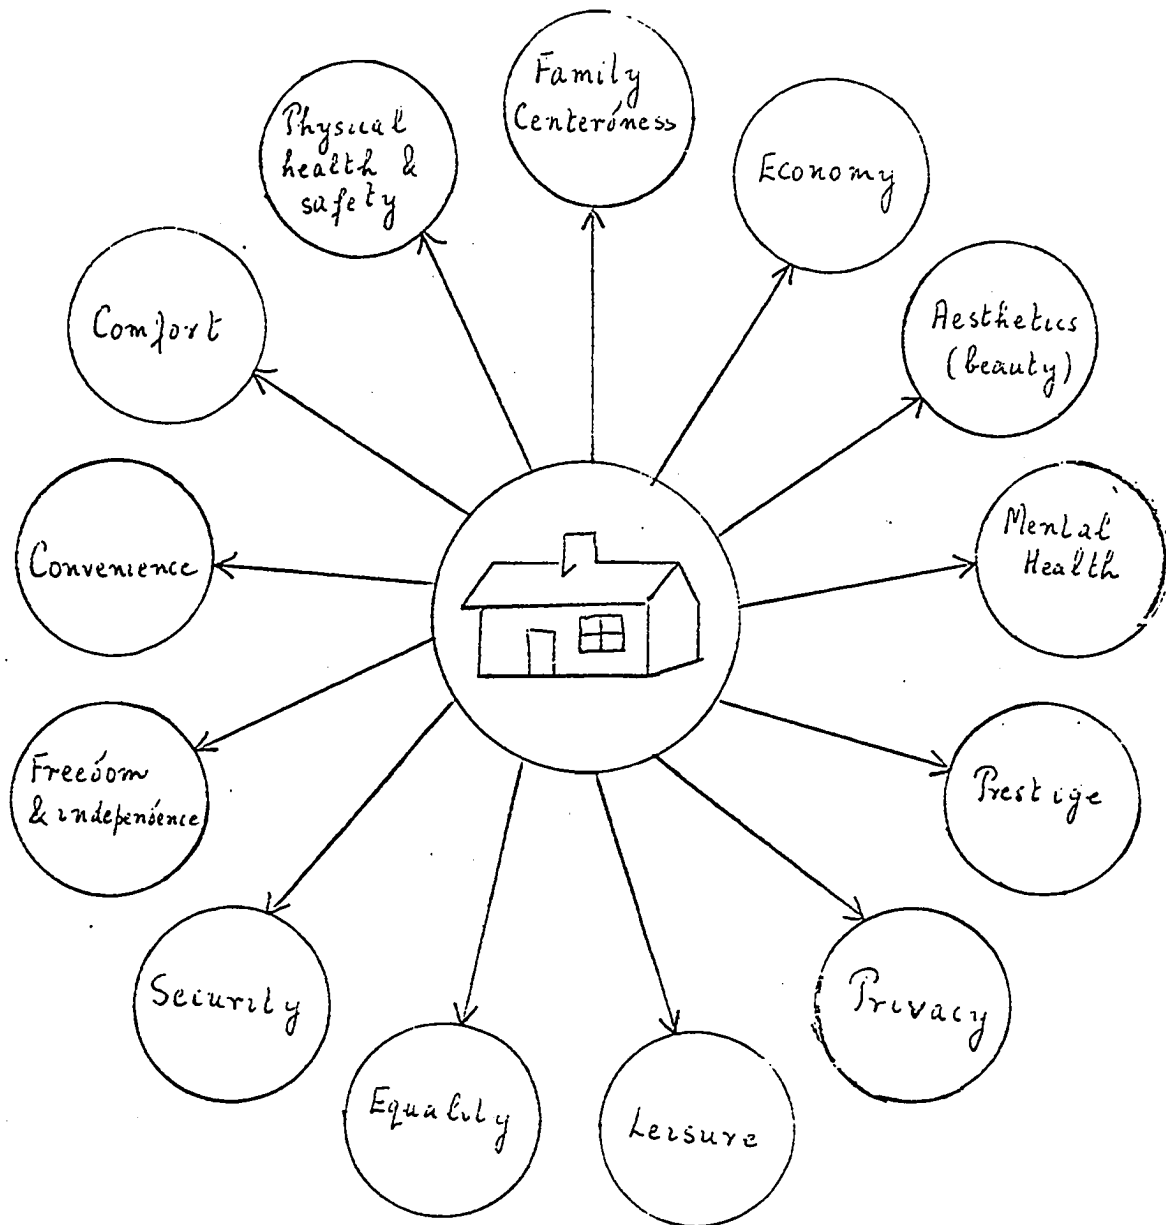 Family
Centeredness
Economy
Aesthetics
(beauty)
Mental
Health
Prestige
Privacy
Leisure
Equality
Security
Freedom
& independence
Convenience
Comfort
Physical
health &
safety